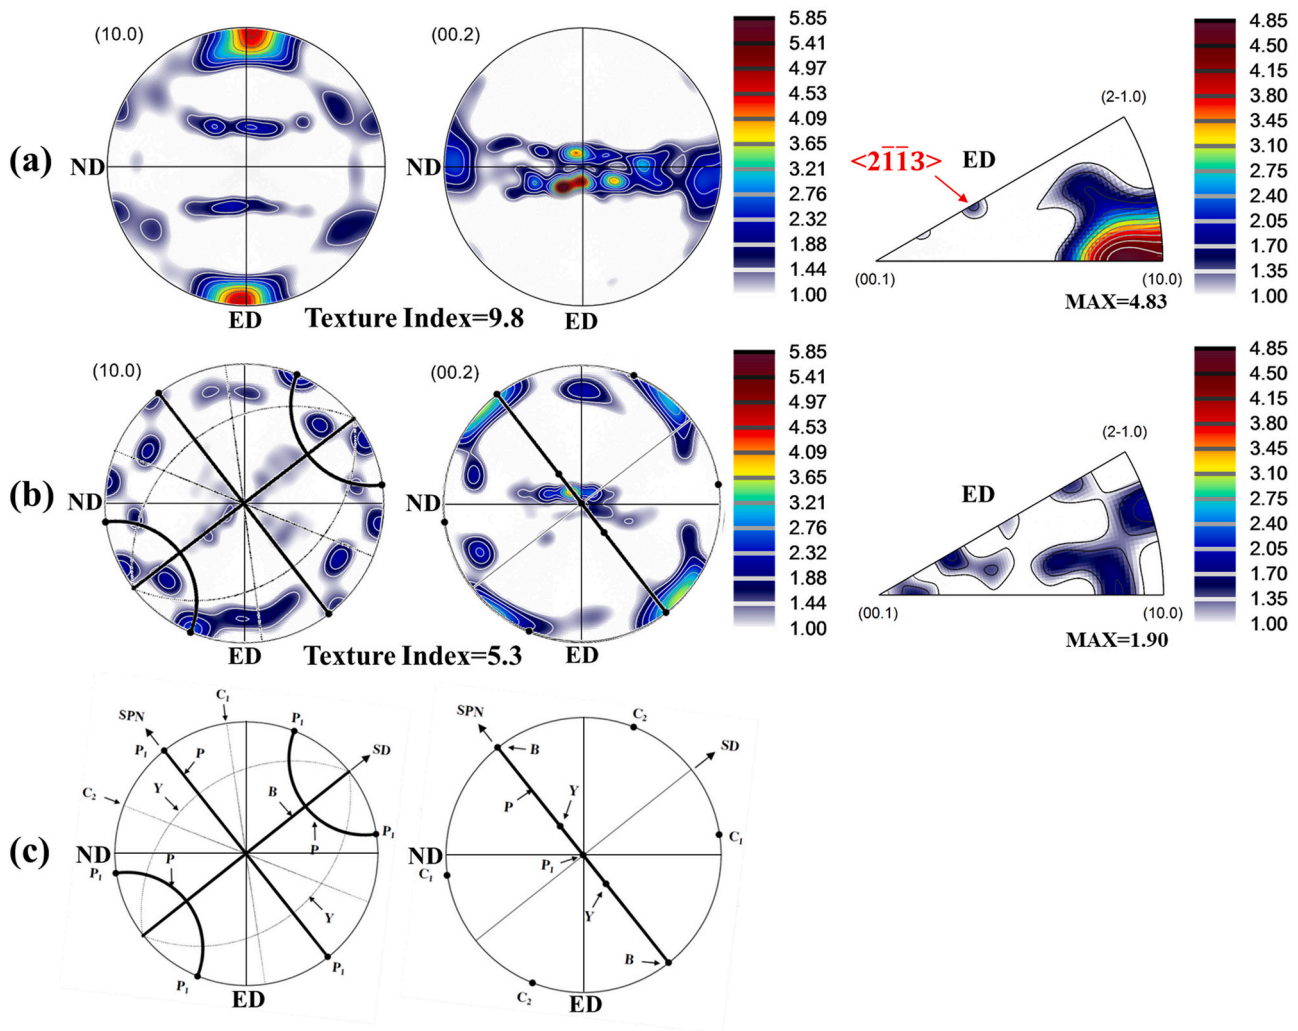 (10.0)
(00.2)
5.85
5.41
4.97
4.53
4.09
3.65
3.21
2.76
2.32
1.88
1.44
1.00
4.85
4.50
4.15
3.80
3.45
3.10
2.75
2.40
2.05
1.70
1.35
1.00
(a)
ND
ND
ED
ED
Texture Index=9.8
<21̄1̄3>
ED
(2-1.0)
(00.1)
(10.0)
MAX=4.83
(10.0)
(00.2)
5.85
5.41
4.97
4.53
4.09
3.65
3.21
2.76
2.32
1.88
1.44
1.00
4.85
4.50
4.15
3.80
3.45
3.10
2.75
2.40
2.05
1.70
1.35
1.00
(b)
ND
ND
ED
ED
Texture Index=5.3
ED
(2-1.0)
(00.1)
(10.0)
MAX=1.90
(c)
SPN
C1
P1
P1
P
SD
Y
B
C2
P1
P
ND
P
P1
Y
P1
P1
ED
SPN
C2
B
SD
P
Y
C1
ND
P1
C1
Y
B
C2
ED